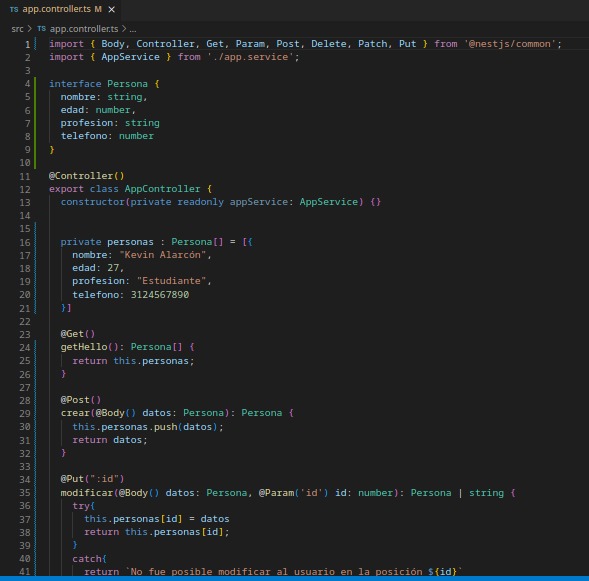 TS app.controller.ts M ×
src > TS app.controller.ts > ...
1 import { Body, Controller, Get, Param, Post, Delete, Patch, Put } from '@nestjs/common';
2 import { AppService } from './app.service';
3
4 interface Persona {
5 nombre: string,
6 edad: number,
7 profesion: string
8 telefono: number
9 }
10
11 @Controller()
12 export class AppController {
13 constructor(private readonly appService: AppService) {}
14
15
16 private personas : Persona[] = [{
17 nombre: "Kevin Alarcón",
18 edad: 27,
19 profesion: "Estudiante",
20 telefono: 3124567890
21 }]
22
23 @Get()
24 getHello(): Persona[] {
25 return this.personas;
26 }
27
28 @Post()
29 crear(@Body() datos: Persona): Persona {
30 this.personas.push(datos);
31 return datos;
32 }
33
34 @Put(":id")
35 modificar(@Body() datos: Persona, @Param('id') id: number): Persona | string {
36 try{
37 this.personas[id] = datos
38 return this.personas[id];
39 }
40 catch{
41 return `No fue posible modificar al usuario en la posición ${id}`